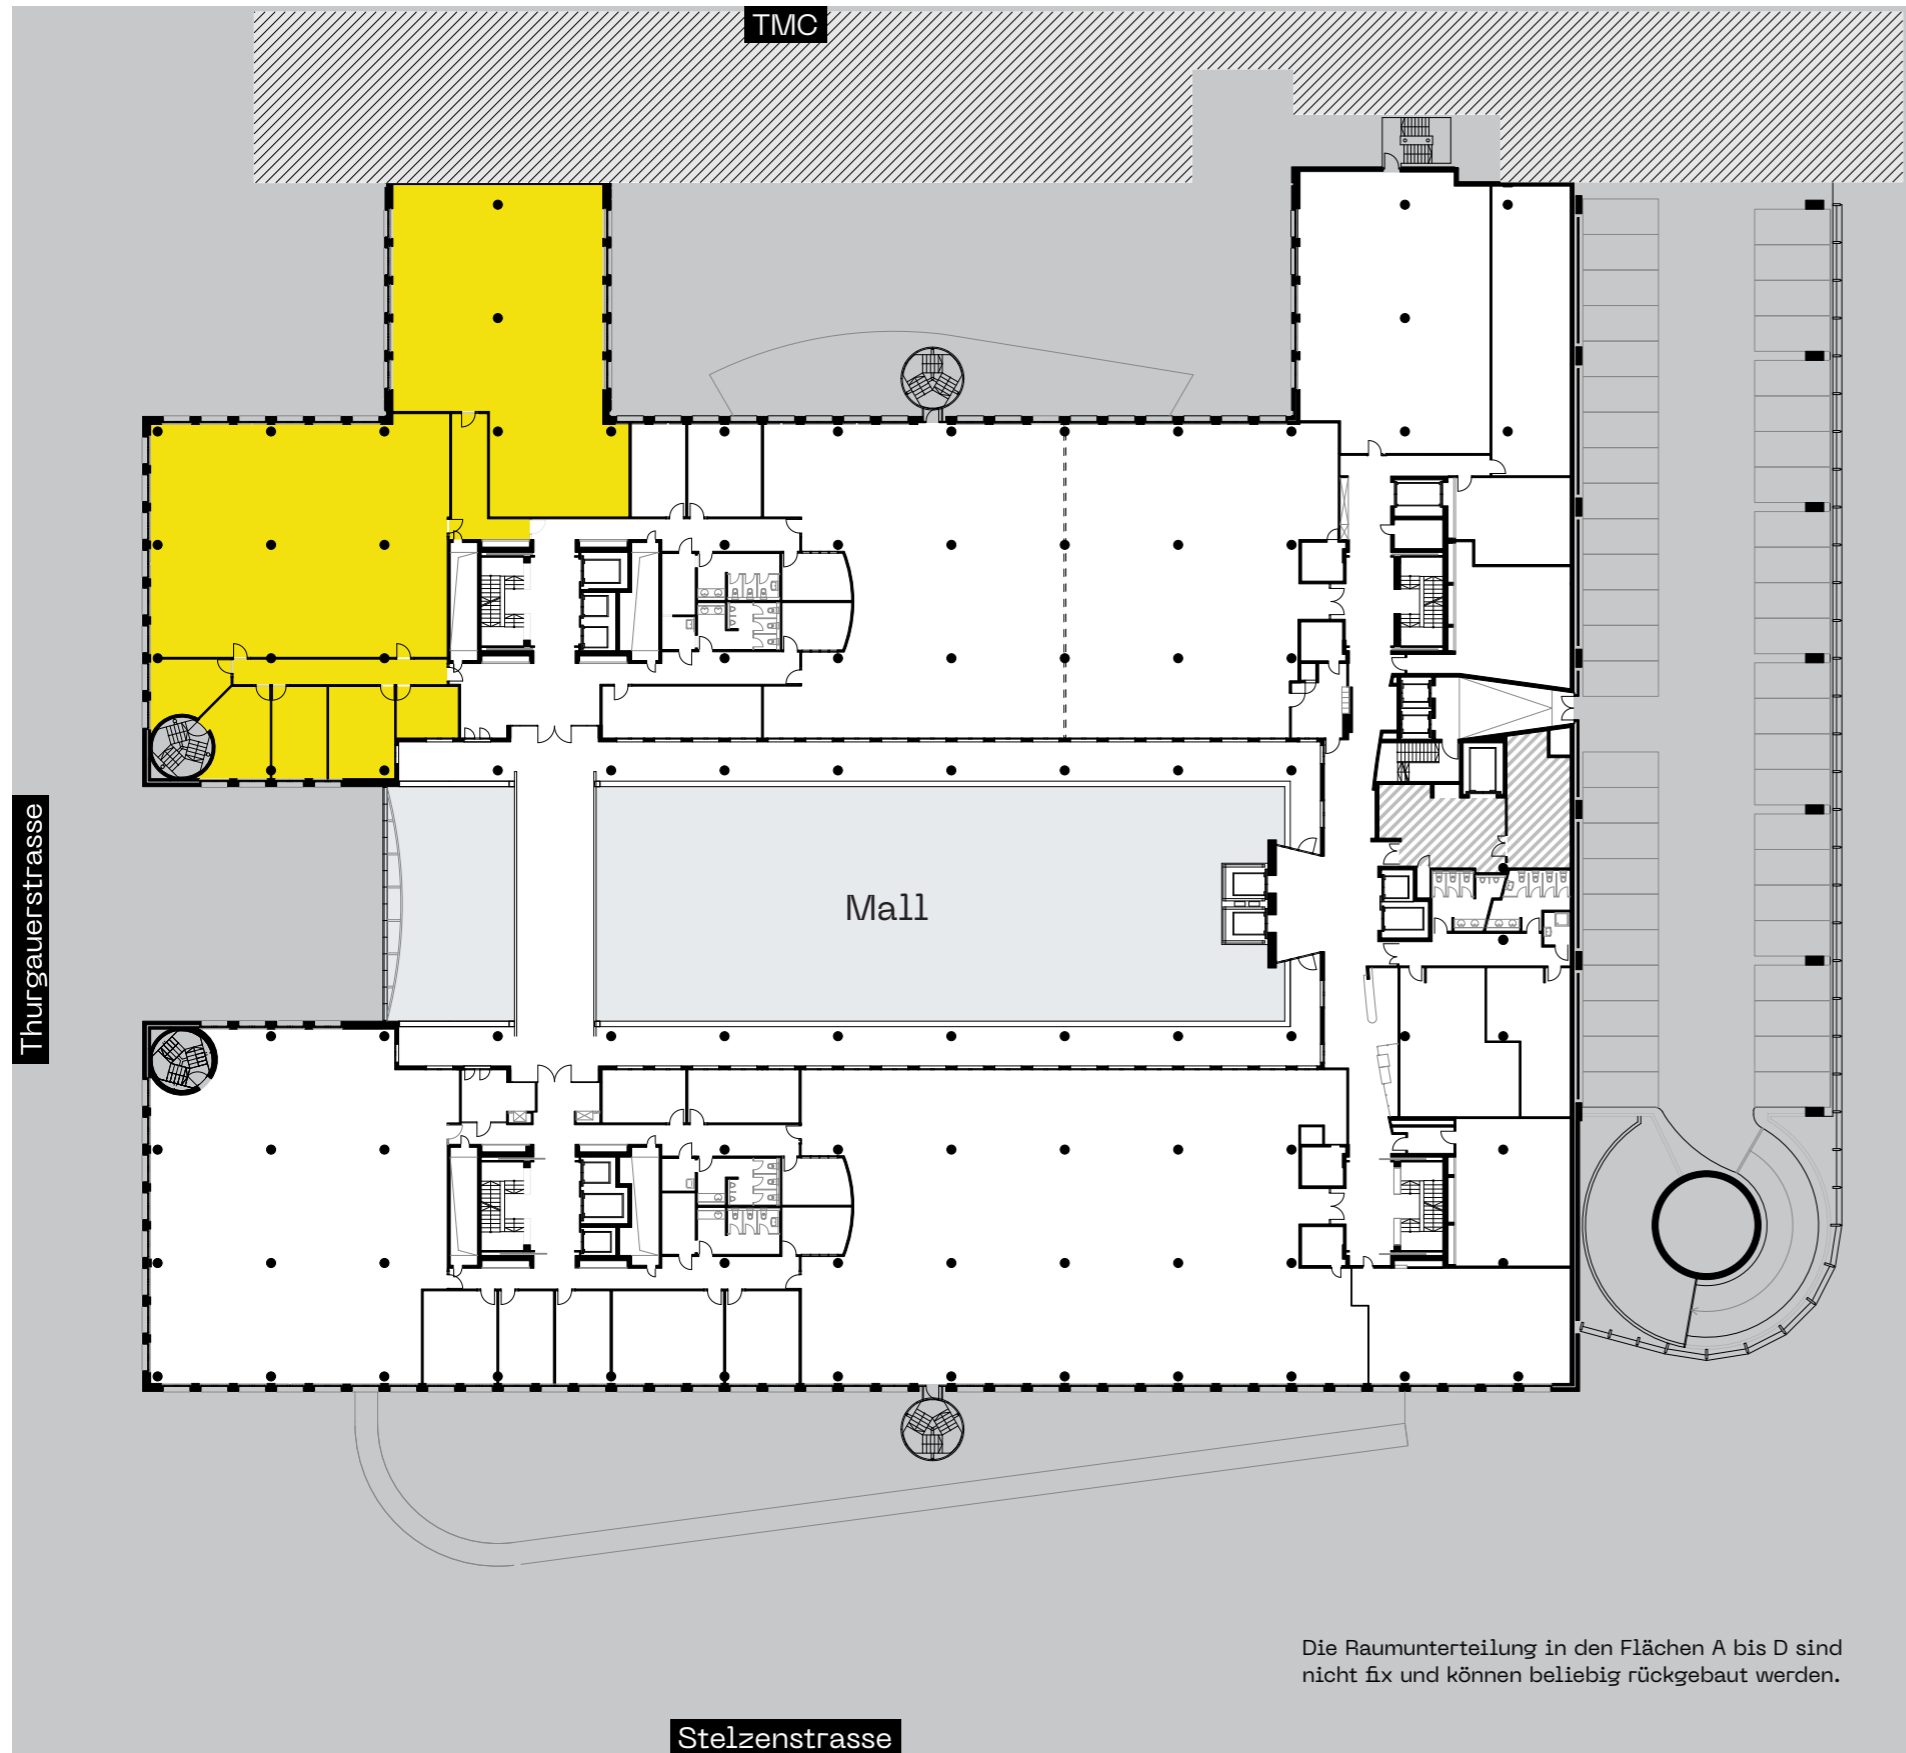 TMC
Thurgauerstrasse
Mall
Die Raumunterteilung in den Flächen A bis D sind
nicht fix und können beliebig rückgebaut werden.
Stelzenstrasse